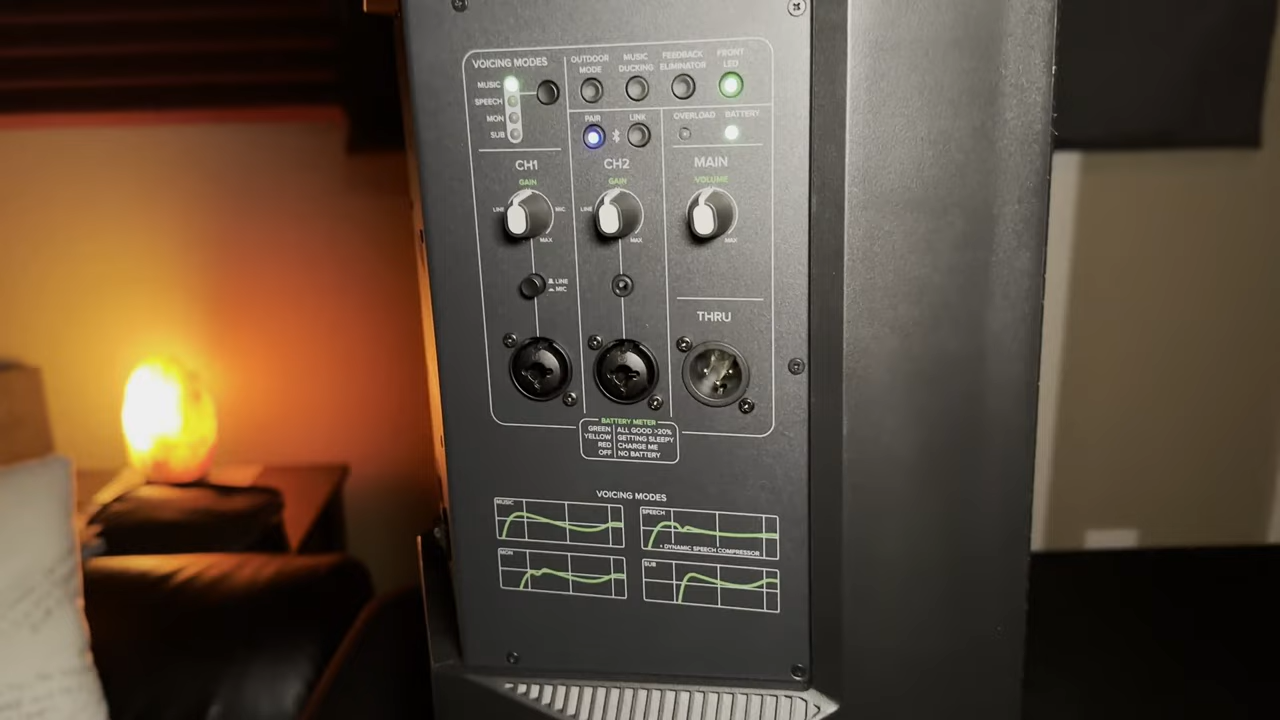 VOICING MODES
MUSIC
SPEECH
MON
SUB
OUTDOOR
MODE
MUSIC
DUCKING
FEEDBACK
ELIMINATOR
FRONT
LED
PAIR
LINK
OVERLOAD
BATTERY
CH1
GAIN
LINE
MIC
MAX
LINE
MIC
CH2
GAIN
LINE
MAX
MAIN
VOLUME
MAX
THRU
BATTERY METER
GREEN ALL GOOD >20%
YELLOW GETTING SLEEPY
RED CHARGE ME
OFF NO BATTERY
VOICING MODES
MUSIC
SPEECH
+ DYNAMIC SPEECH COMPRESSOR
MON
SUB